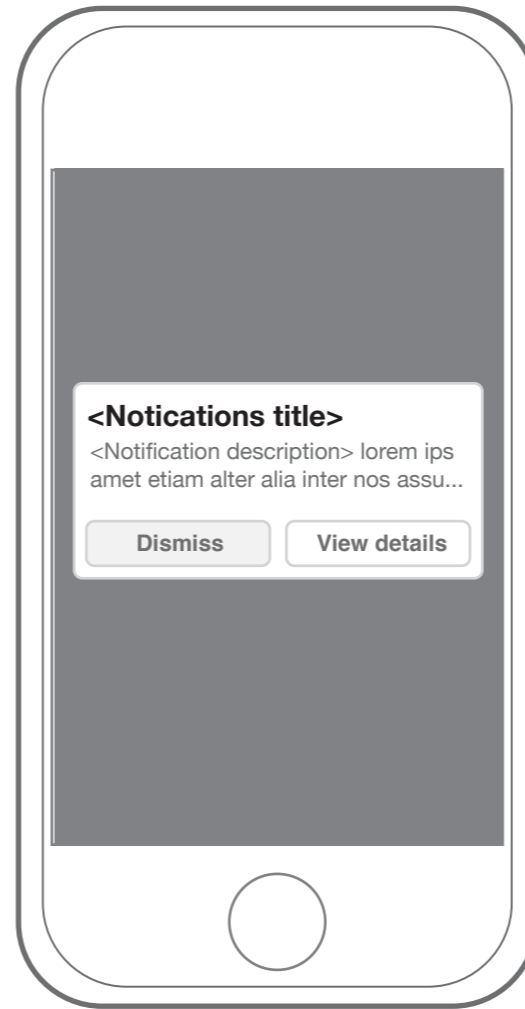 <Notications title>
<Notification description> lorem ips
amet etiam alter alia inter nos assu...
Dismiss
View details